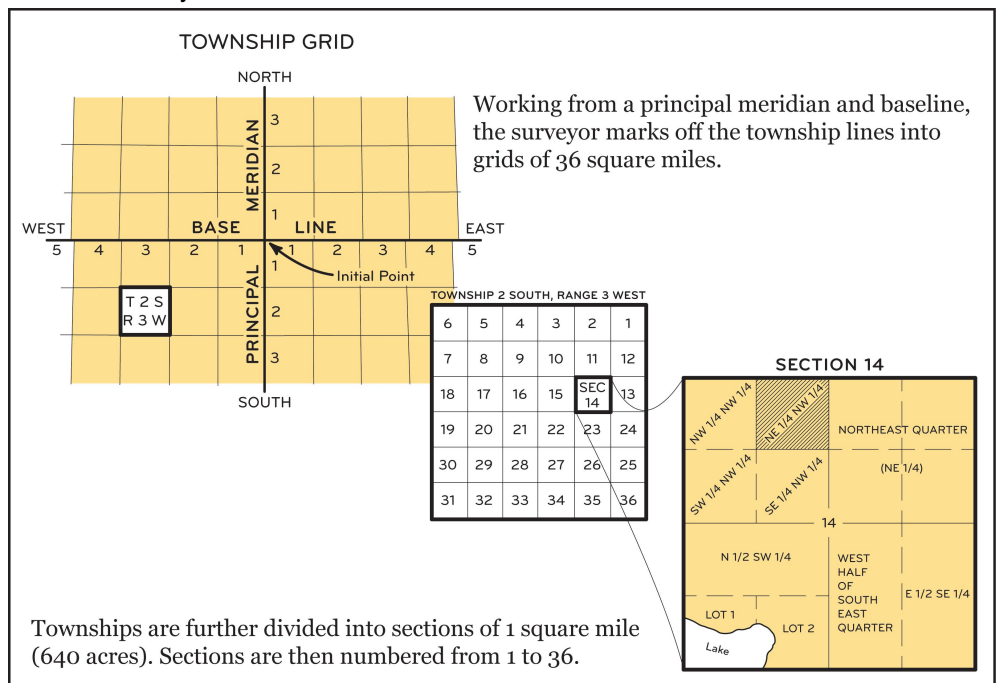 TOWNSHIP GRID
NORTH
Working from a principal meridian and baseline,
the surveyor marks off the township lines into
grids of 36 square miles.
MERIDIAN
3
2
1
WEST
BASE
LINE
EAST
5
4
3
2
1
1
2
3
4
5
PRINCIPAL
1
Initial Point
2
3
T 2 S
R 3 W
SOUTH
TOWNSHIP 2 SOUTH, RANGE 3 WEST
6 5 4 3 2 1
7 8 9 10 11 12
18 17 16 15 SEC 14 13
19 20 21 22 23 24
30 29 28 27 26 25
31 32 33 34 35 36
SECTION 14
NW 1/4 NW 1/4
NE 1/4 NW 1/4
NORTHEAST QUARTER
(NE 1/4)
SW 1/4 NW 1/4
SE 1/4 NW 1/4
14
N 1/2 SW 1/4
WEST
HALF
OF
SOUTH
EAST
QUARTER
E 1/2 SE 1/4
LOT 1
LOT 2
Lake
Townships are further divided into sections of 1 square mile
(640 acres). Sections are then numbered from 1 to 36.